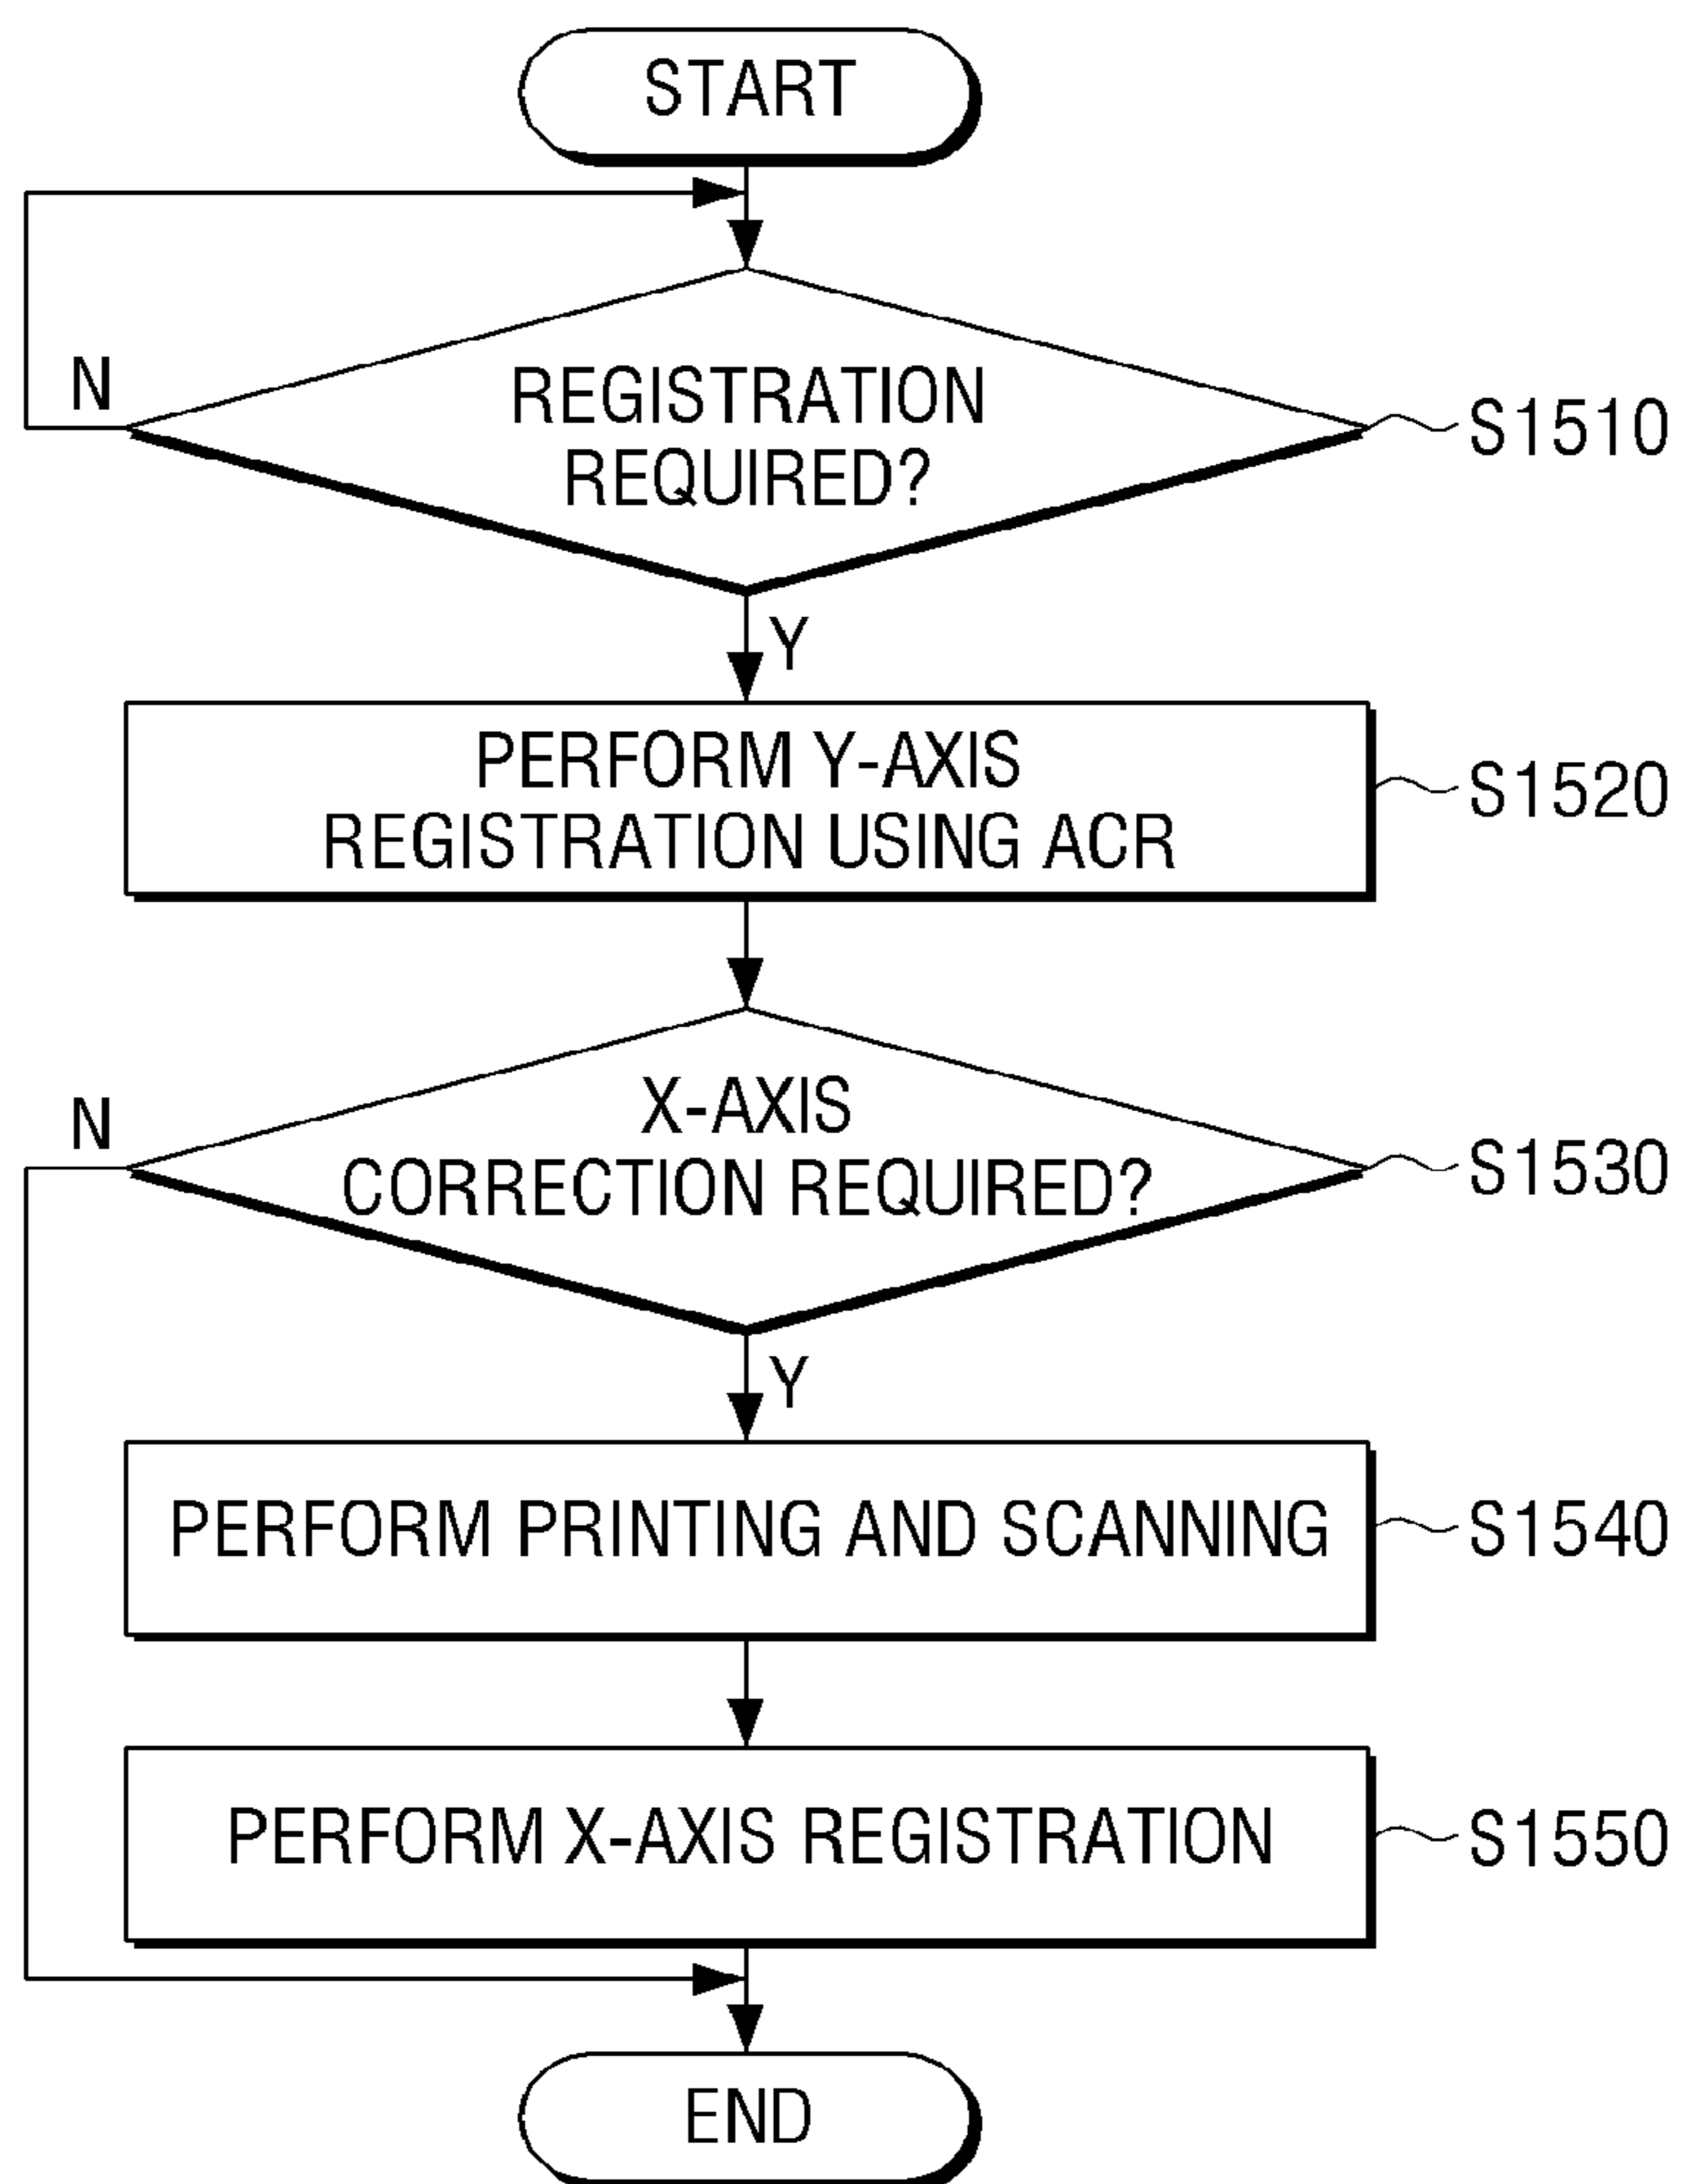 START
N
REGISTRATION
REQUIRED?
S1510
Y
PERFORM Y-AXIS
REGISTRATION USING ACR
S1520
N
X-AXIS
CORRECTION REQUIRED?
S1530
Y
PERFORM PRINTING AND SCANNING
S1540
PERFORM X-AXIS REGISTRATION
S1550
END